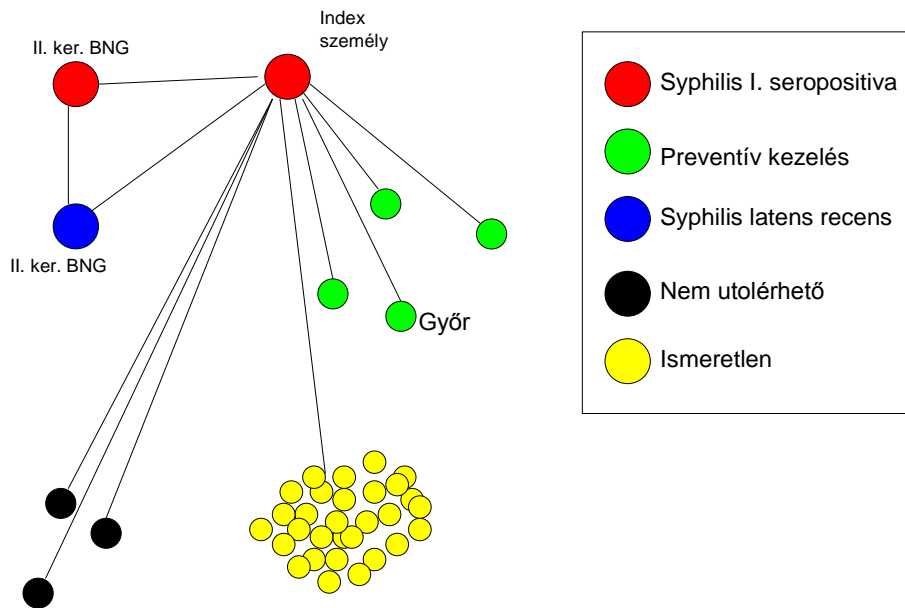 Index
személy
II. ker. BNG
II. ker. BNG
Győr
Syphilis I. seropositiva
Preventív kezelés
Syphilis latens recens
Nem utolérhető
Ismeretlen